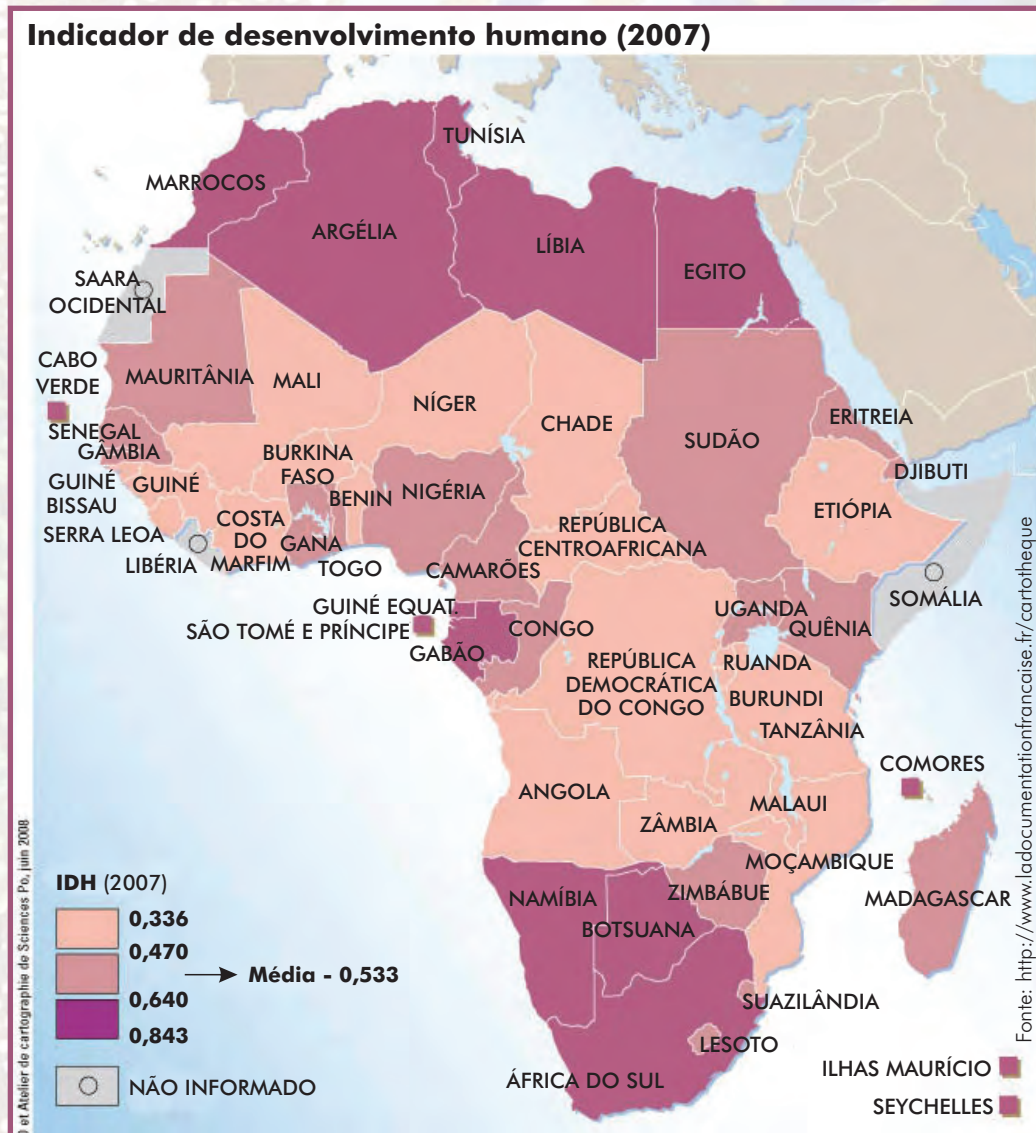 Indicador de desenvolvimento humano (2007)
TUNÍSIA
MARROCOS
ARGÉLIA
LÍBIA
EGITO
SAARA
OCIDENTAL
CABO
VERDE
MAURITÂNIA
MALI
NÍGER
CHADE
SUDÃO
ERITREIA
SENEGAL
GÂMBIA
BURKINA
FASO
DJIBUTI
GUINÉ
BISSAU
GUINÉ
BENIN
NIGÉRIA
ETIÓPIA
SERRA LEOA
COSTA
DO
MARFIM
GANA
REPÚBLICA
CENTROAFRICANA
LIBÉRIA
TOGO
CAMARÕES
SOMÁLIA
GUINÉ EQUAT.
SÃO TOMÉ E PRÍNCIPE
GABÃO
CONGO
UGANDA
QUÊNIA
REPÚBLICA
DEMOCRÁTICA
DO CONGO
RUANDA
BURUNDI
TANZÂNIA
COMORES
ANGOLA
MALAUI
ZÂMBIA
MOÇAMBIQUE
ZIMBÁBUE
MADAGASCAR
NAMÍBIA
BOTSUANA
SUAZILÂNDIA
LESOTO
ÁFRICA DO SUL
ILHAS MAURÍCIO
SEYCHELLES
IDH (2007)
0,336
0,470
Média - 0,533
0,640
0,843
NÃO INFORMADO
et Atelier de cartographie de Sciences Po, juin 2008
Fonte: http://www.ladocumentationfrancaise.fr/cartotheque